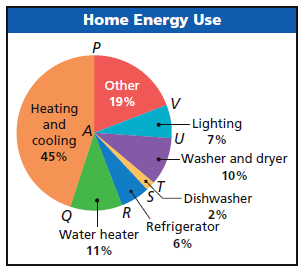 Home Energy Use
P
Other
19%
V
Heating
and
cooling
45%
A
Lighting
7%
U
Washer and dryer
10%
T
Dishwasher
2%
S
Refrigerator
6%
R
Water heater
11%
Q